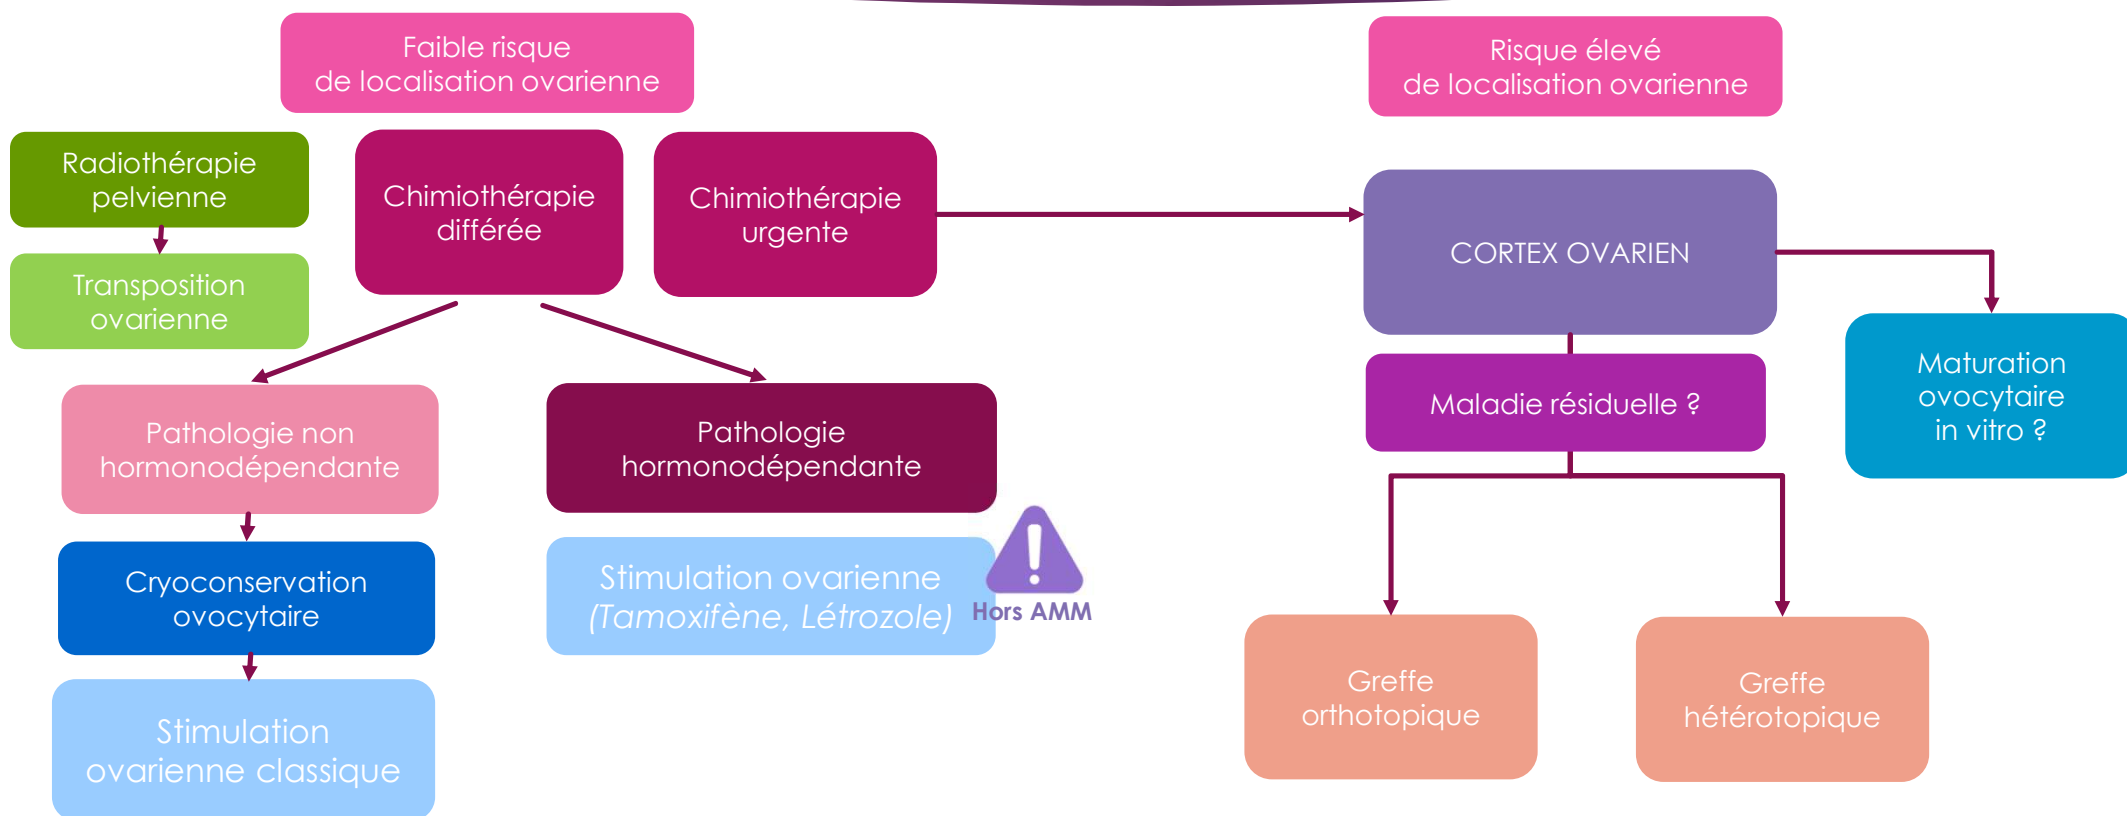 Faible risque
de localisation ovarienne
Risque élevé
de localisation ovarienne
Radiothérapie
pelvienne
Chimiothérapie
différée
Chimiothérapie
urgente
CORTEX OVARIEN
Transposition
ovarienne
Maturation
ovocytaire
in vitro ?
Maladie résiduelle ?
Pathologie non
hormonodépendante
Pathologie
hormonodépendante
Cryoconservation
ovocytaire
Stimulation ovarienne
(Tamoxifène, Létrozole)
!
Hors AMM
Greffe
orthotopique
Greffe
hétérotopique
Stimulation
ovarienne classique